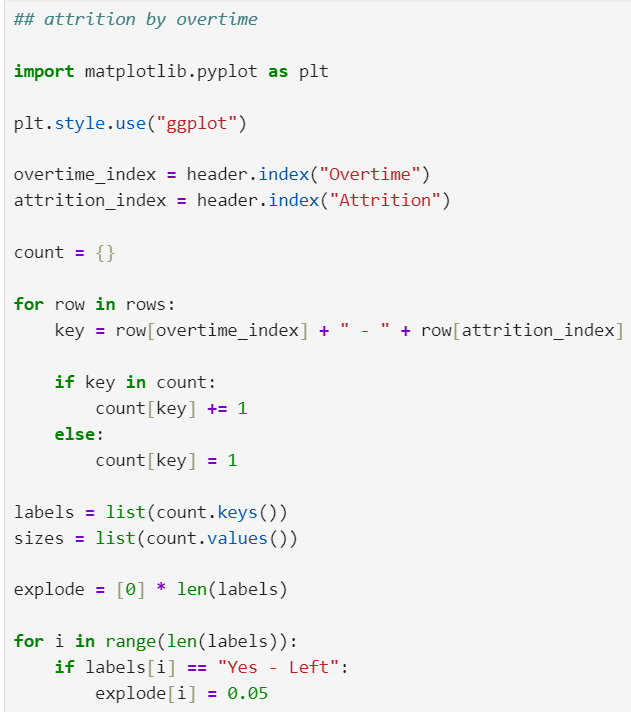 ## attrition by overtime
import matplotlib.pyplot as plt
plt.style.use("ggplot")
overtime_index = header.index("Overtime")
attrition_index = header.index("Attrition")
count = {}
for row in rows:
    key = row[overtime_index] + " - " + row[attrition_index]
    if key in count:
        count[key] += 1
    else:
        count[key] = 1
labels = list(count.keys())
sizes = list(count.values())
explode = [0] * len(labels)
for i in range(len(labels)):
    if labels[i] == "Yes - Left":
        explode[i] = 0.05